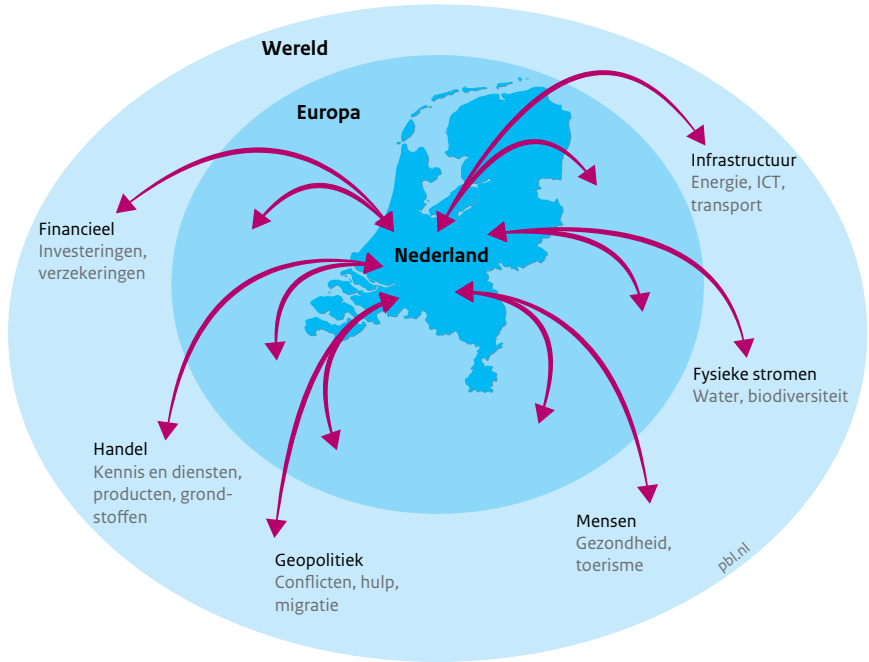 Wereld
Europa
Nederland
Infrastructuur
Energie, ICT,
transport
Financieel
Investeringen,
verzekeringen
Fysieke stromen
Water, biodiversiteit
Handel
Kennis en diensten,
producten, grond-
stoffen
Mensen
Gezondheid,
toerisme
Geopolitiek
Conflicten, hulp,
migratie
pbl.nl